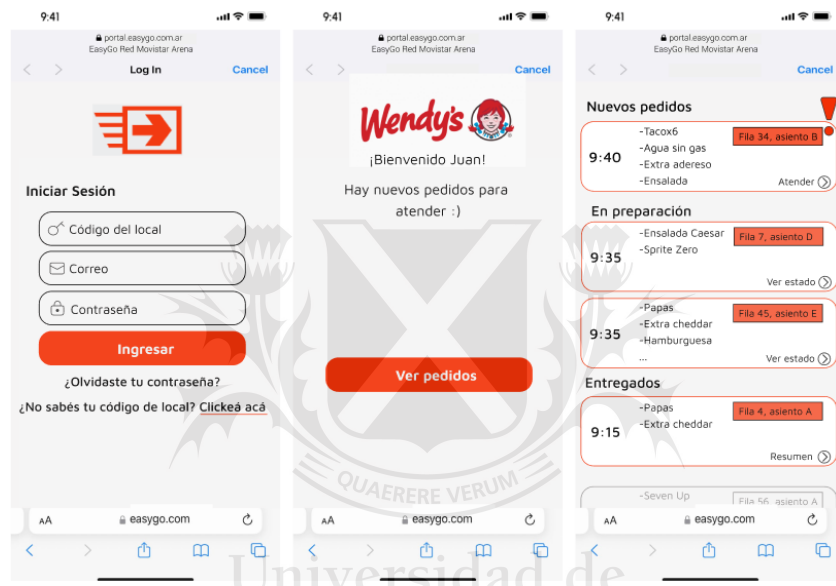 9:41
portal.easygo.com.ar
EasyGo Red Movistar Arena
Log In
Cancel
Iniciar Sesión
Código del local
Correo
Contraseña
Ingresar
¿Olvidaste tu contraseña?
¿No sabés tu código de local? Clickeá acá
AA
easygo.com
9:41
portal.easygo.com.ar
EasyGo Red Movistar Arena
Cancel
Wendy's
¡Bienvenido Juan!
Hay nuevos pedidos para
atender :)
Ver pedidos
AA
easygo.com
9:41
portal.easygo.com.ar
EasyGo Red Movistar Arena
Cancel
Nuevos pedidos
9:40
-Tacox6
-Agua sin gas
-Extra adereso
-Ensalada
Fila 34, asiento B
Atender
En preparación
9:35
-Ensalada Caesar
-Sprite Zero
Fila 7, asiento D
Ver estado
9:35
-Papas
-Extra cheddar
-Hamburguesa
...
Fila 45, asiento E
Ver estado
Entregados
9:15
-Papas
-Extra cheddar
Fila 4, asiento A
Resumen
-Seven Up
Fila 56, asiento A
AA
easygo.com
QUAERERE VERUM
Universidad de